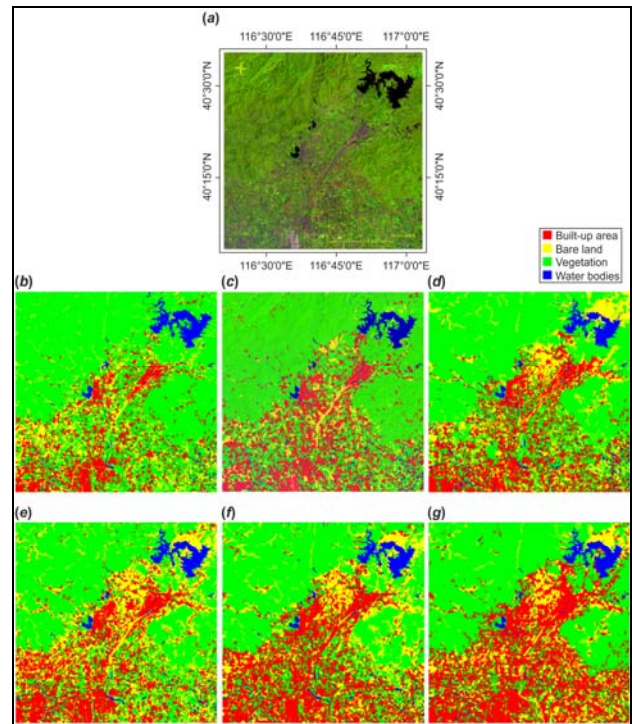 (a)
116°30'0"E 116°45'0"E 117°0'0"E
40°30'0"N 40°30'0"N
40°15'0"N 40°15'0"N
116°30'0"E 116°45'0"E 117°0'0"E
Built-up area
Bare land
Vegetation
Water bodies
(b) (c) (d)
(e) (f) (g)